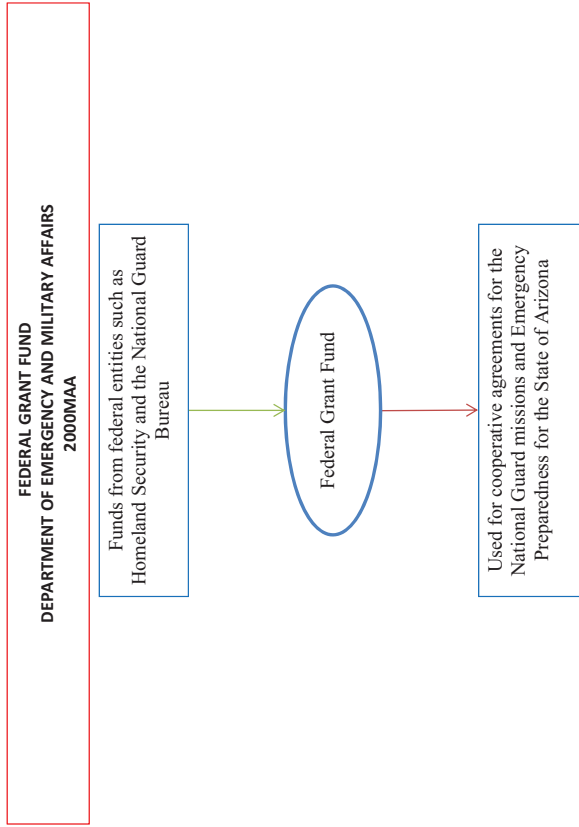 FEDERAL GRANT FUND
DEPARTMENT OF EMERGENCY AND MILITARY AFFAIRS
2000MAA
Funds from federal entities such as
Homeland Security and the National Guard
Bureau
Federal Grant Fund
Used for cooperative agreements for the
National Guard missions and Emergency
Preparedness for the State of Arizona